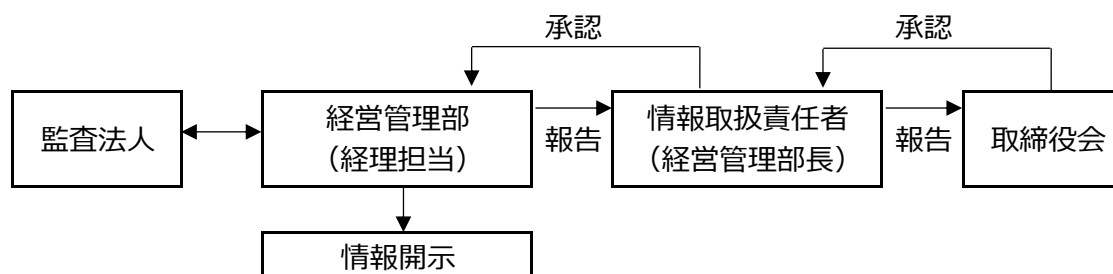 承認
承認
監査法人
経営管理部
（経理担当）
報告
情報取扱責任者
（経営管理部長）
報告
取締役会
情報開示